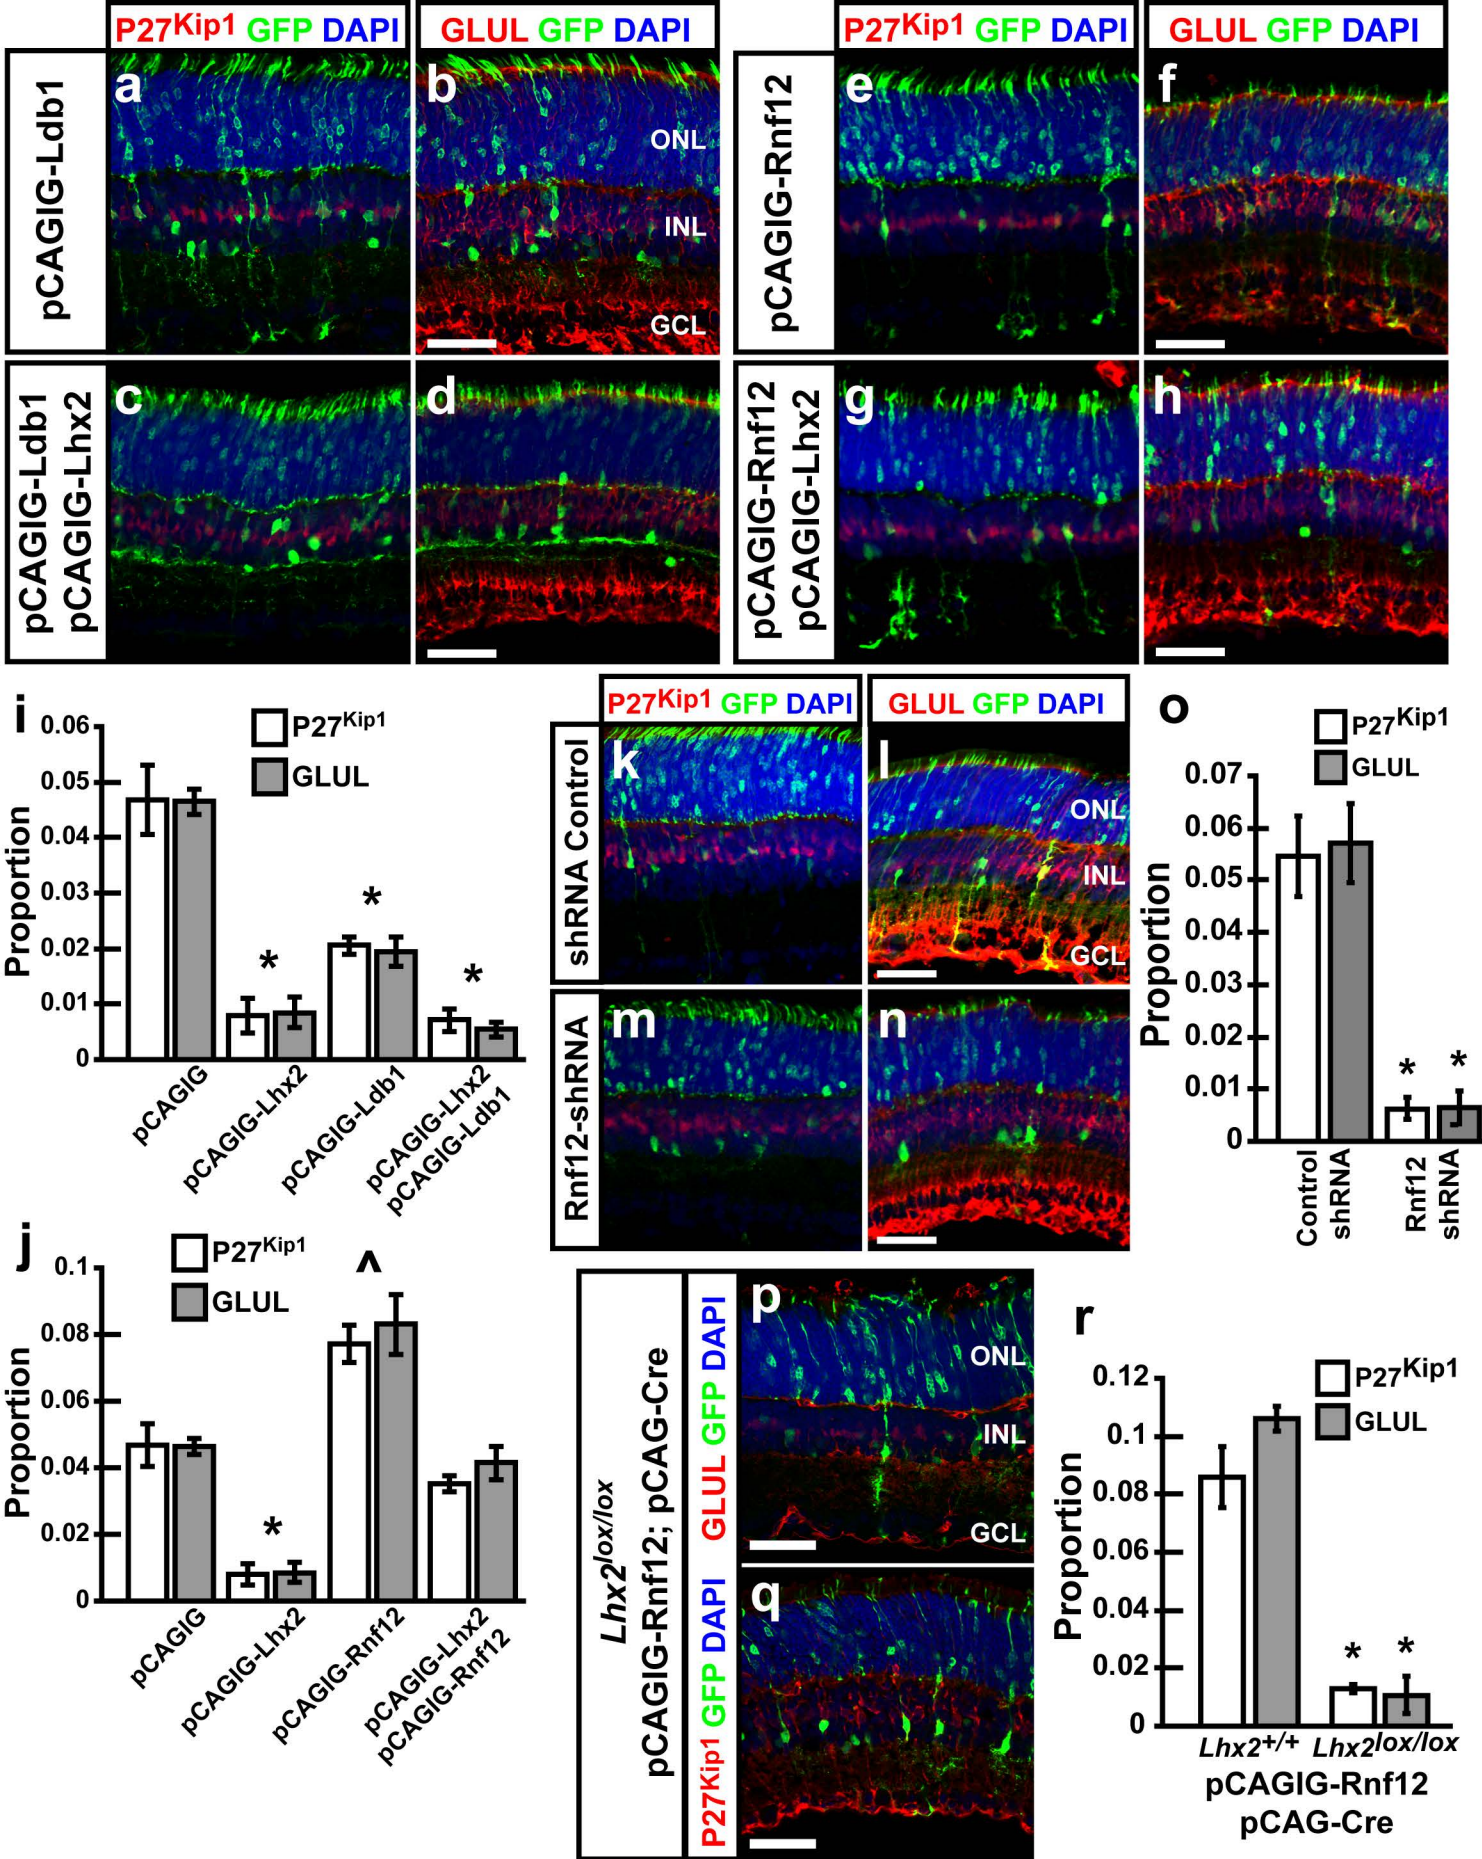 P27Kip1 GFP DAPI
GLUL GFP DAPI
P27Kip1 GFP DAPI
GLUL GFP DAPI
pCAGIG-Ldb1
a
b
ONL
INL
GCL
pCAGIG-Rnf12
e
f
pCAGIG-Ldb1
pCAGIG-Lhx2
c
d
pCAGIG-Rnf12
pCAGIG-Lhx2
g
h
i
P27Kip1
GLUL
Proportion
0.06
0.05
0.04
0.03
0.02
0.01
0
*
*
*
pCAGIG
pCAGIG-Lhx2
pCAGIG-Ldb1
pCAGIG-Lhx2
pCAGIG-Ldb1
j
P27Kip1
GLUL
Proportion
0.1
0.08
0.06
0.04
0.02
0
*
^
pCAGIG
pCAGIG-Lhx2
pCAGIG-Rnf12
pCAGIG-Lhx2
pCAGIG-Rnf12
P27Kip1 GFP DAPI
GLUL GFP DAPI
shRNA Control
k
l
ONL
INL
GCL
Rnf12-shRNA
m
n
o
P27Kip1
GLUL
Proportion
0.07
0.06
0.05
0.04
0.03
0.02
0.01
0
*
*
Control
shRNA
Rnf12
shRNA
Lhx2lox/lox
pCAGIG-Rnf12; pCAG-Cre
GLUL GFP DAPI
p
ONL
INL
GCL
P27Kip1 GFP DAPI
q
r
P27Kip1
GLUL
Proportion
0.12
0.1
0.08
0.06
0.04
0.02
0
*
*
Lhx2+/+ Lhx2lox/lox
pCAGIG-Rnf12
pCAG-Cre